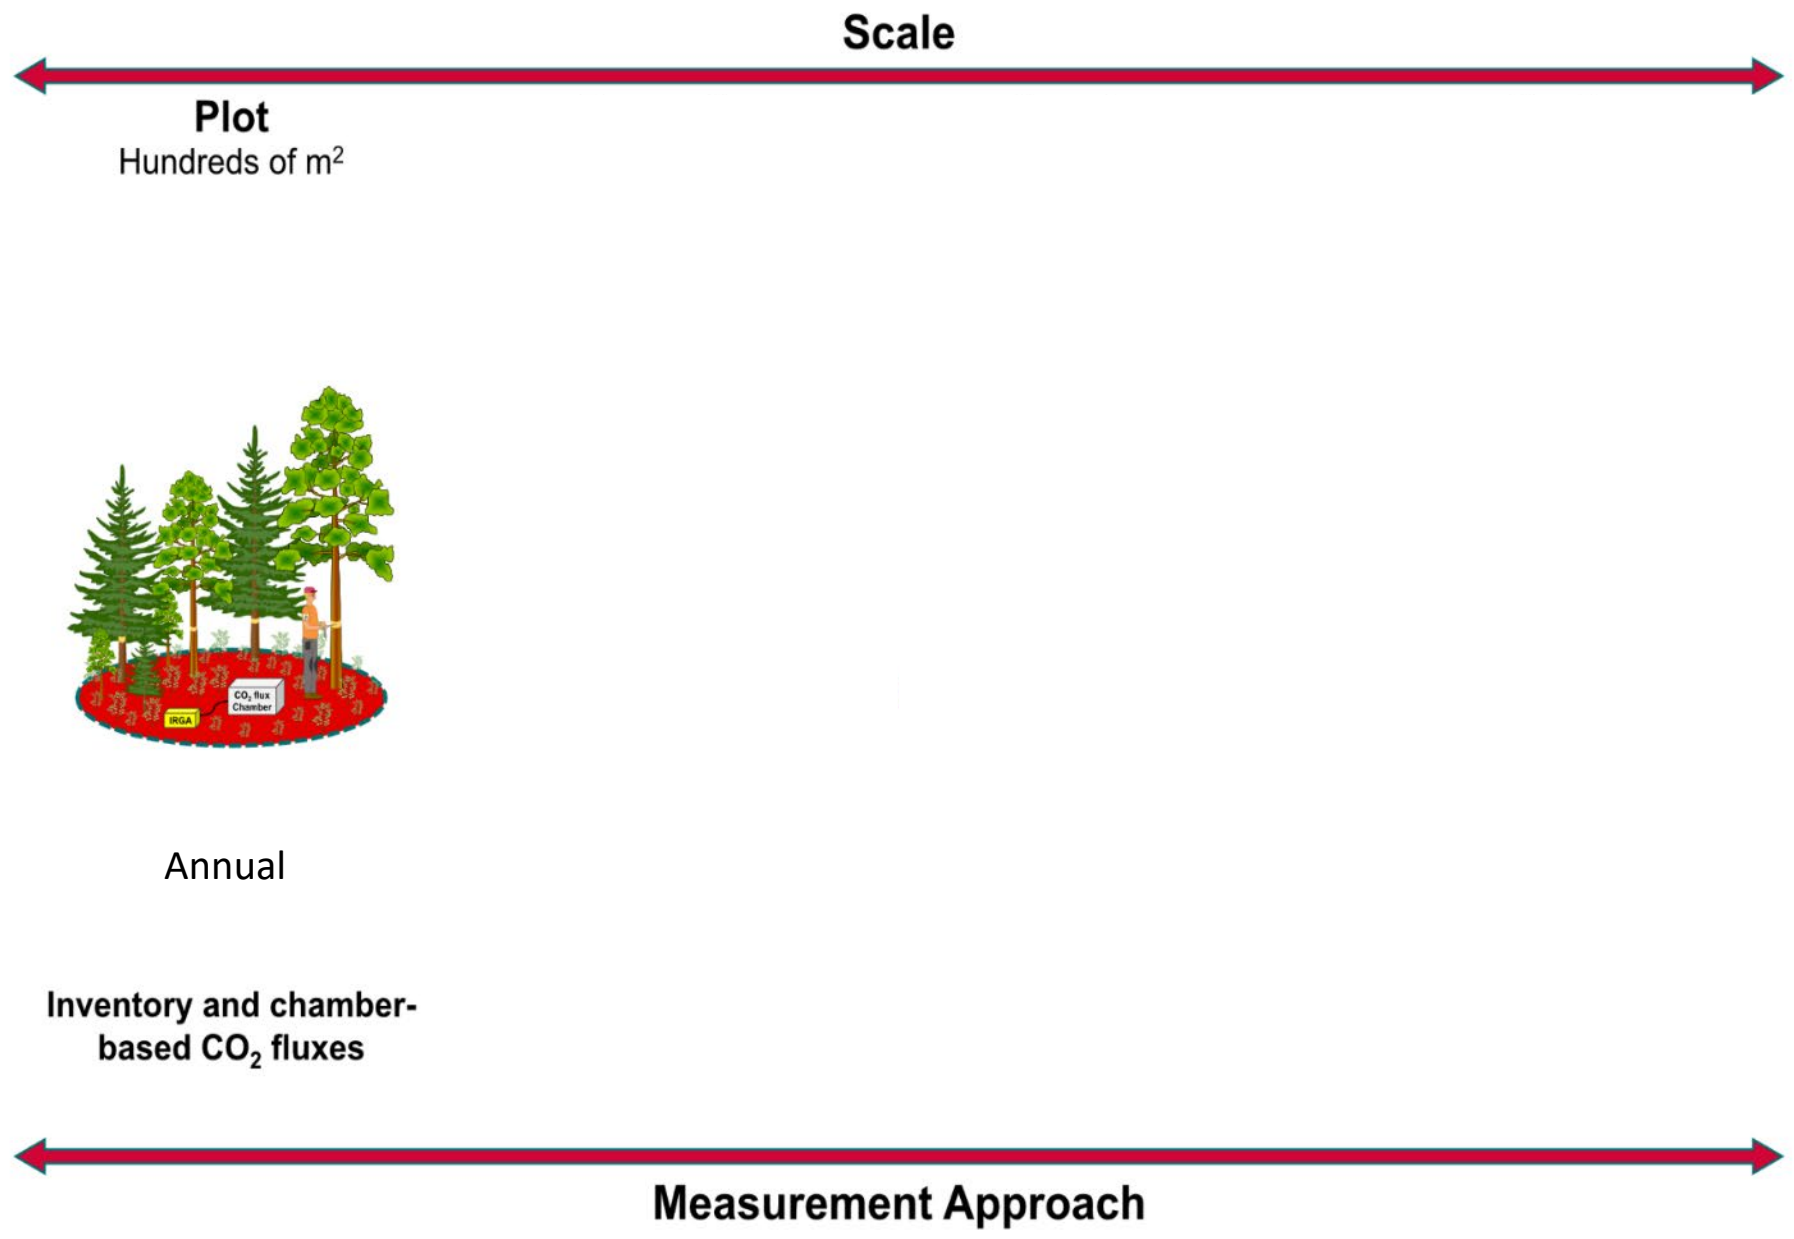 Scale
Plot
Hundreds of m²
CO₂ flux
Chamber
IRGA
Annual
Inventory and chamber-
based CO₂ fluxes
Measurement Approach